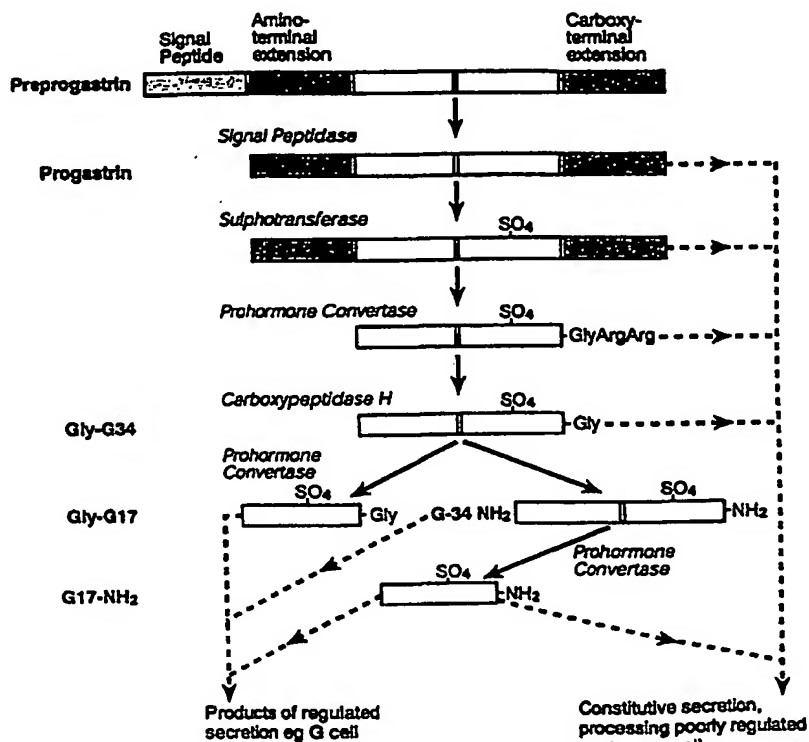 Signal
Peptide
Amino-
terminal
extension
Carboxy-
terminal
extension
Preprogastrin
Signal Peptidase
Progastrin
Sulphotransferase
SO4
Prohormone Convertase
SO4
GlyArgArg
Carboxypeptidase H
SO4
Gly-G34
Gly
Prohormone
Convertase
SO4
SO4
Gly-G17
Gly
G-34 NH2
NH2
Prohormone
Convertase
SO4
G17-NH2
NH2
Products of regulated
secretion eg G cell
Constitutive secretion,
processing poorly regulated